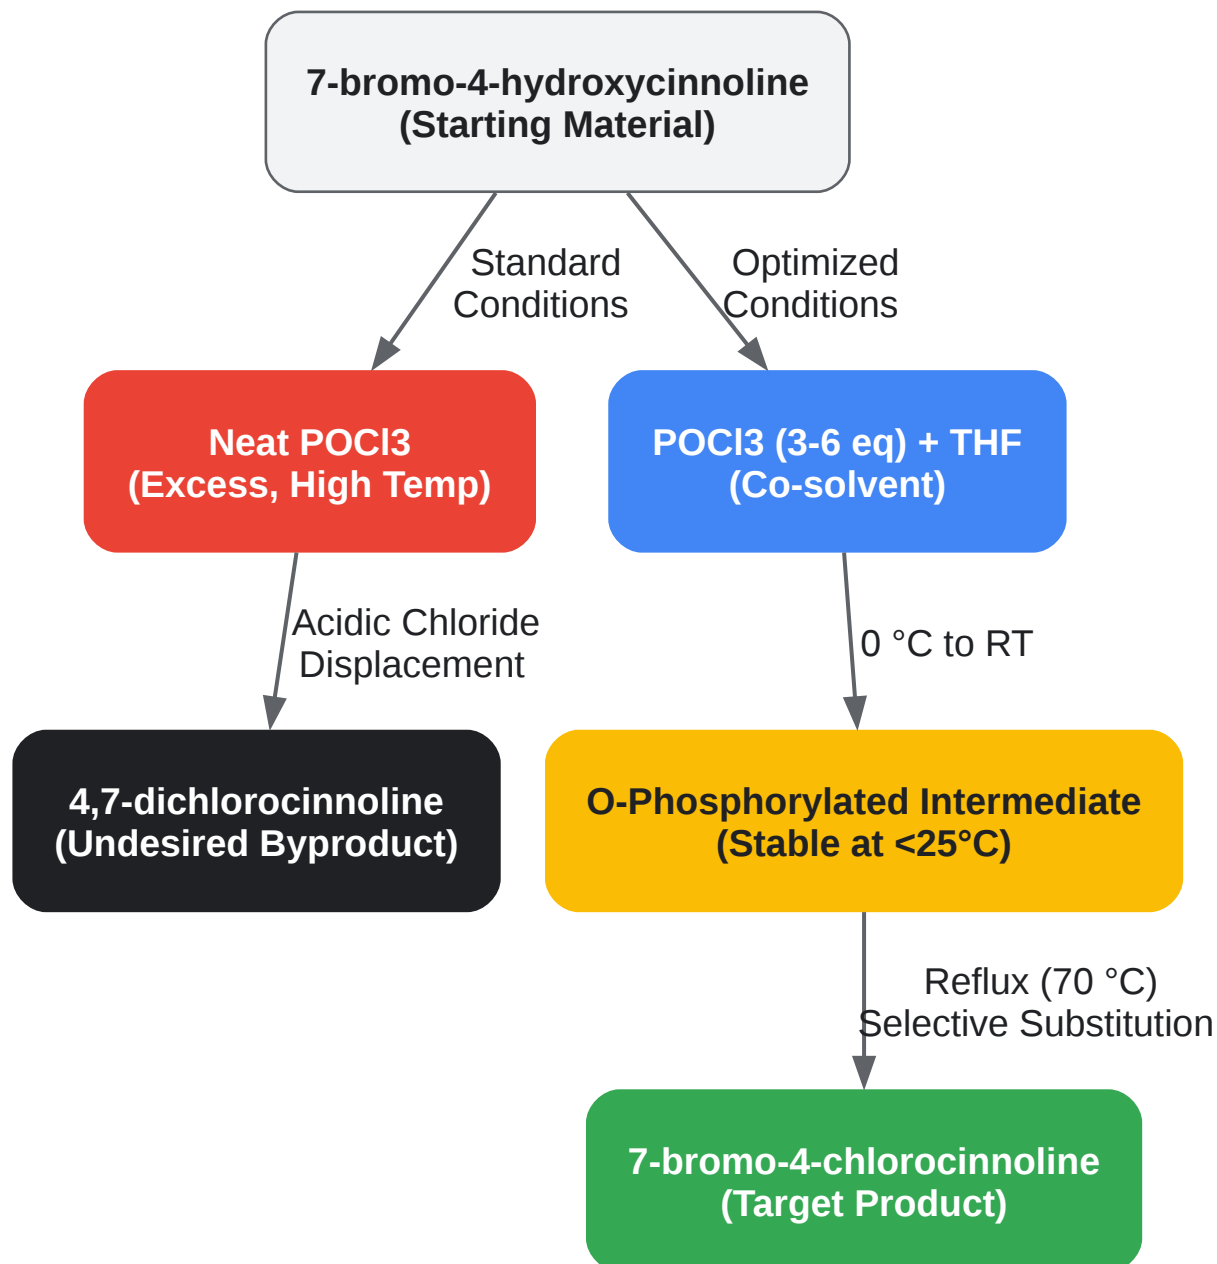 7-bromo-4-hydroxycinnoline
(Starting Material)
Standard
Conditions
Optimized
Conditions
Neat POCl3
(Excess, High Temp)
POCl3 (3-6 eq) + THF
(Co-solvent)
Acidic Chloride
Displacement
0 °C to RT
4,7-dichlorocinnoline
(Undesired Byproduct)
O-Phosphorylated Intermediate
(Stable at <25°C)
Reflux (70 °C)
Selective Substitution
7-bromo-4-chlorocinnoline
(Target Product)